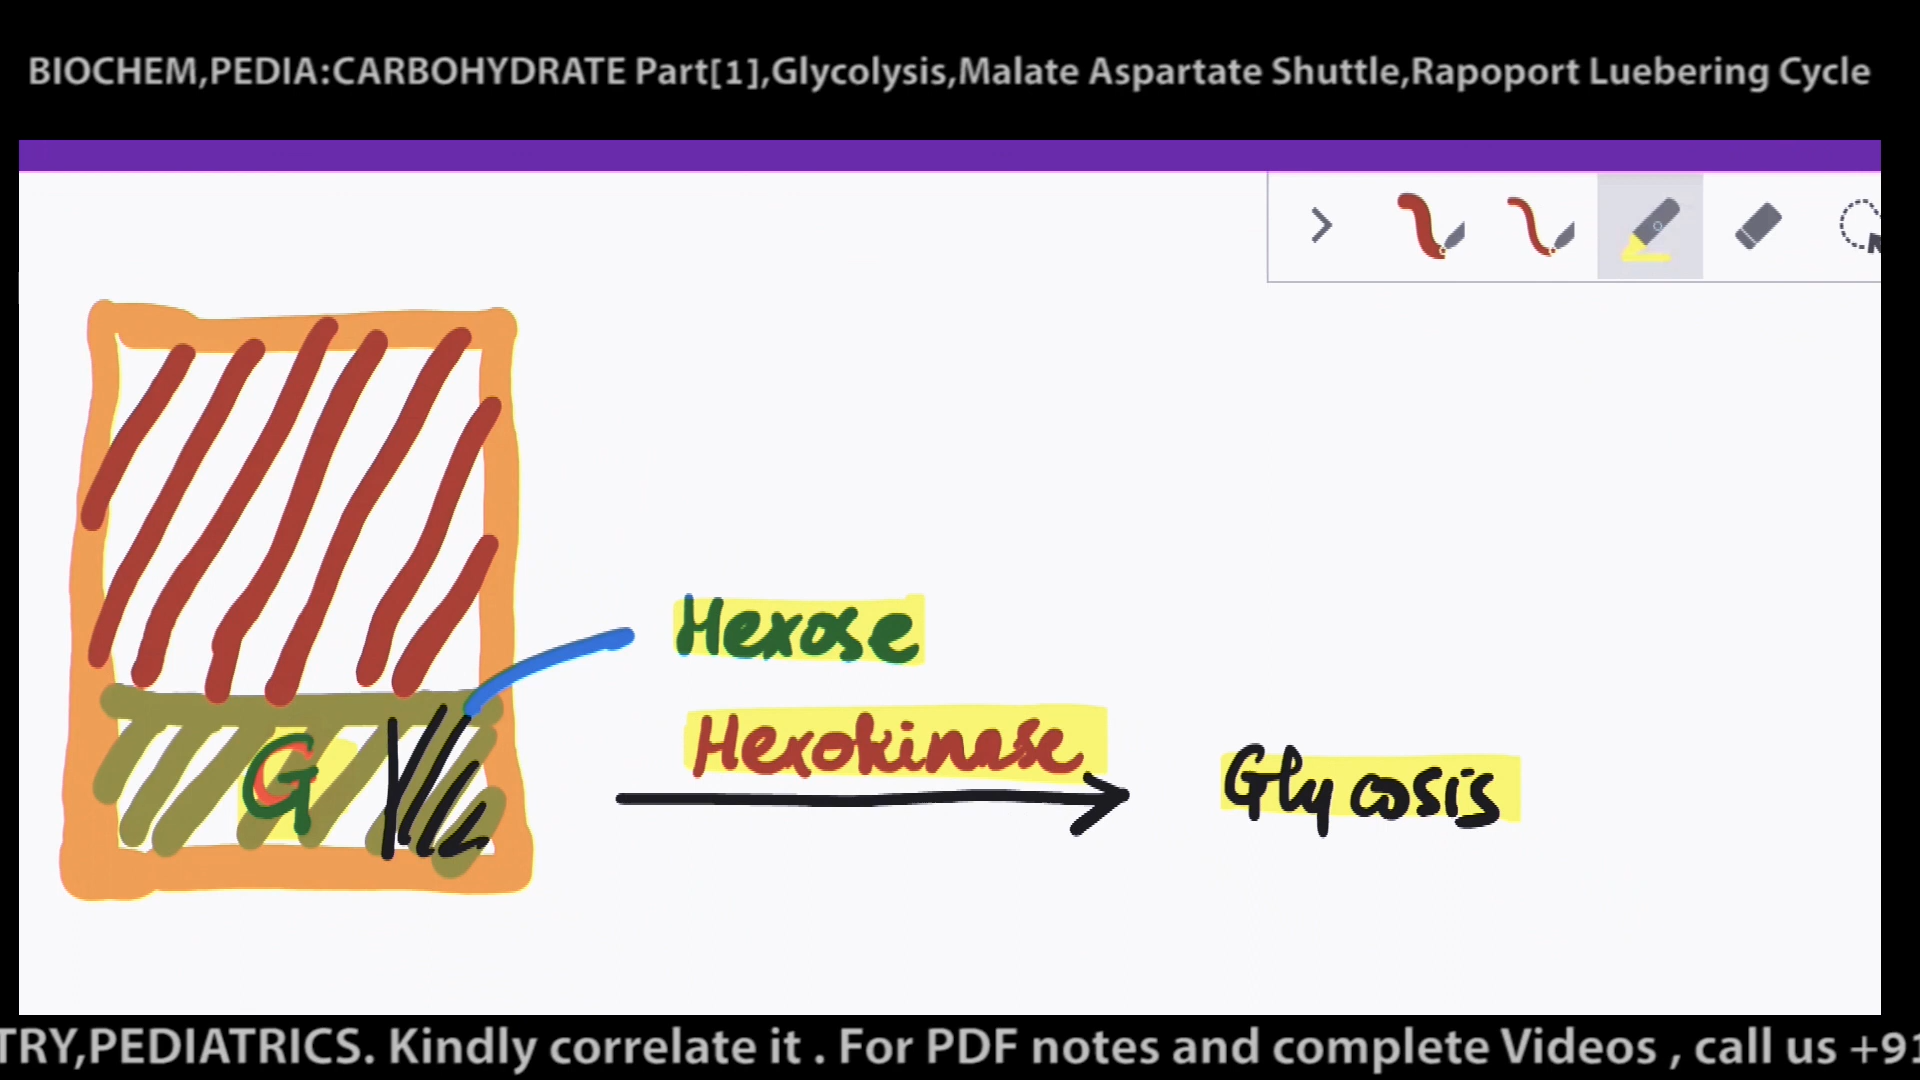 BIOCHEM,PEDIA:CARBOHYDRATE Part[1],Glycolysis,Malate Aspartate Shuttle,Rapoport Luebering Cycle
Hexose
Hexokinase
G
Glycosis
TRY,PEDIATRICS. Kindly correlate it . For PDF notes and complete Videos , call us +91